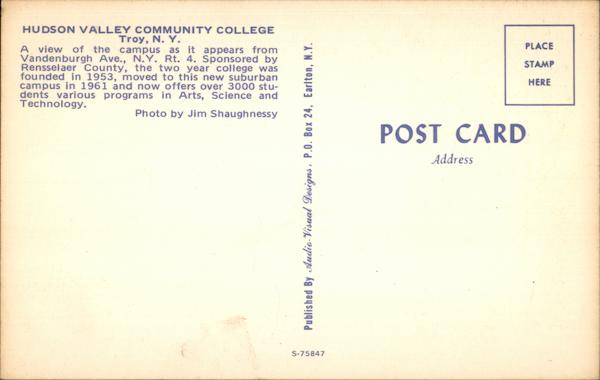 HUDSON VALLEY COMMUNITY COLLEGE
Troy, N. Y.
A view of the campus as it appears from
Vandenburgh Ave., N.Y. Rt. 4. Sponsored by
Rensselaer County, the two year college was
founded in 1953, moved to this new suburban
campus in 1961 and now offers over 3000 stu-
dents various programs in Arts, Science and
Technology.
Photo by Jim Shaughnessy
Published By Audio-Visual Designs, P.O. Box 24, Earlton, N.Y.
PLACE
STAMP
HERE
POST CARD
Address
S-75847